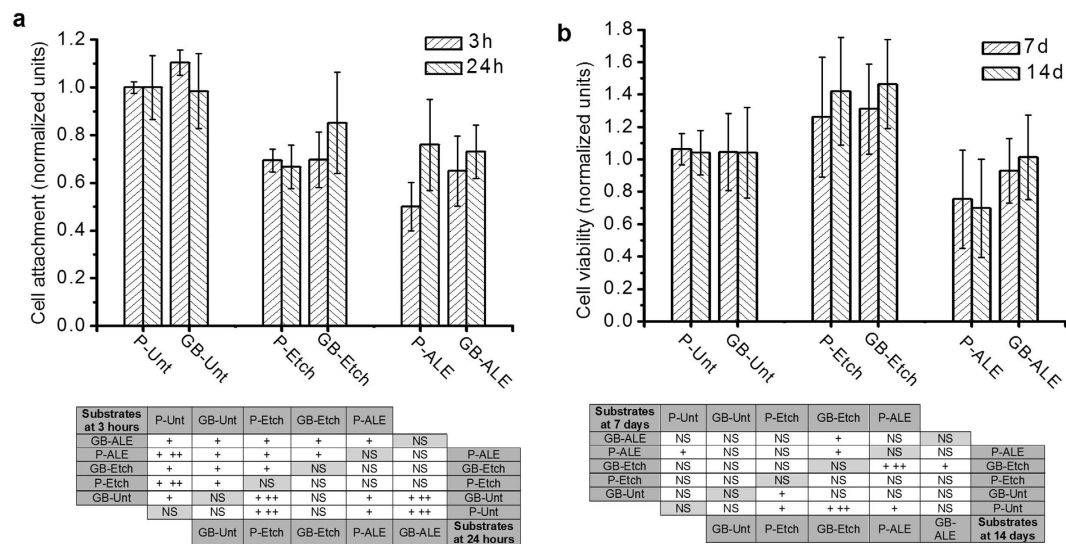 a
Cell attachment (normalized units)
1.2
1.0
0.8
0.6
0.4
0.2
0.0
3h
24h
P-Unt
GB-Unt
P-Etch
GB-Etch
P-ALE
GB-ALE
Substrates at 3 hours P-Unt GB-Unt P-Etch GB-Etch P-ALE
GB-ALE + + + + + NS
P-ALE + ++ + + + NS NS P-ALE
GB-Etch + + + NS NS NS GB-Etch
P-Etch + ++ + NS NS NS NS P-Etch
GB-Unt + NS + ++ NS + + ++ GB-Unt
NS NS + ++ NS + + ++ P-Unt
GB-Unt P-Etch GB-Etch P-ALE GB-ALE Substrates at 24 hours
b
Cell viability (normalized units)
1.8
1.6
1.4
1.2
1.0
0.8
0.6
0.4
0.2
0.0
7d
14d
P-Unt
GB-Unt
P-Etch
GB-Etch
P-ALE
GB-ALE
Substrates at 7 days P-Unt GB-Unt P-Etch GB-Etch P-ALE
GB-ALE NS NS NS + NS NS
P-ALE + NS NS + NS NS P-ALE
GB-Etch NS NS NS NS + ++ + GB-Etch
P-Etch NS NS NS NS NS NS P-Etch
GB-Unt NS NS + NS NS NS GB-Unt
NS NS + + ++ + NS P-Unt
GB-Unt P-Etch GB-Etch P-ALE GB-ALE Substrates at 14 days